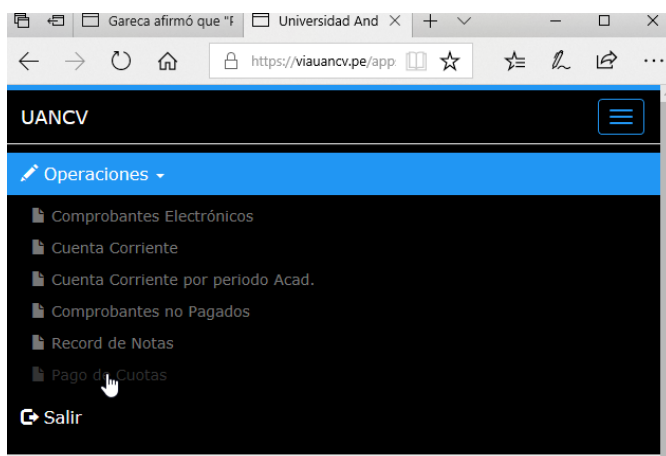 Gareca afirmó que "F
Universidad And
https://viauancv.pe/app
UANCV
Operaciones
Comprobantes Electrónicos
Cuenta Corriente
Cuenta Corriente por periodo Acad.
Comprobantes no Pagados
Record de Notas
Pago de Cuotas
Salir